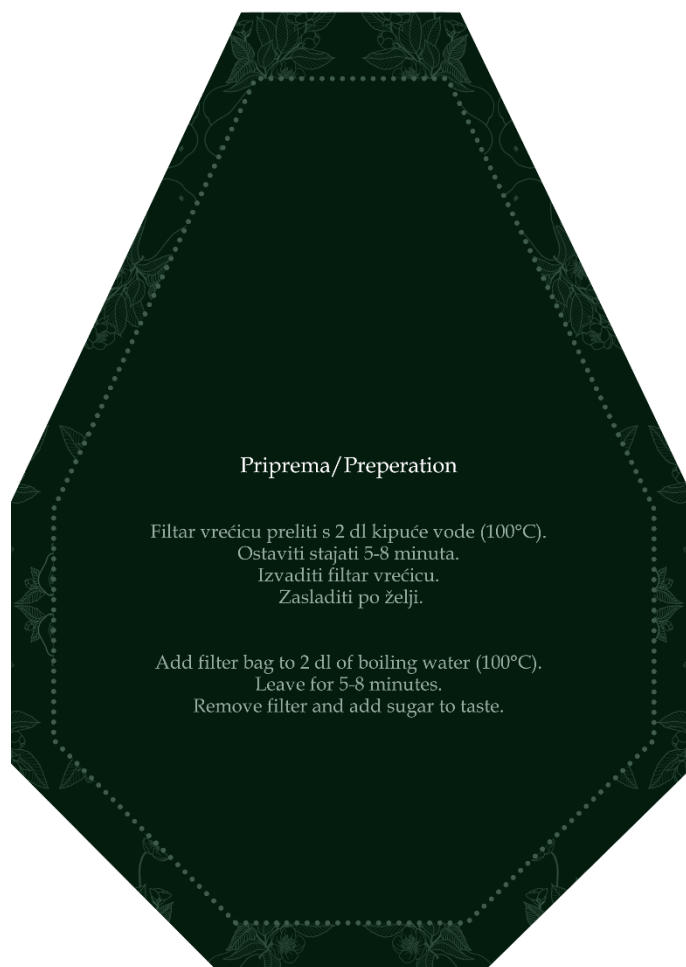 Priprema/Preperation
Filtar vrećicu preliti s 2 dl kipuće vode (100°C).
Ostaviti stajati 5-8 minuta.
Izvaditi filtar vrećicu.
Zasladiti po želji.
Add filter bag to 2 dl of boiling water (100°C).
Leave for 5-8 minutes.
Remove filter and add sugar to taste.